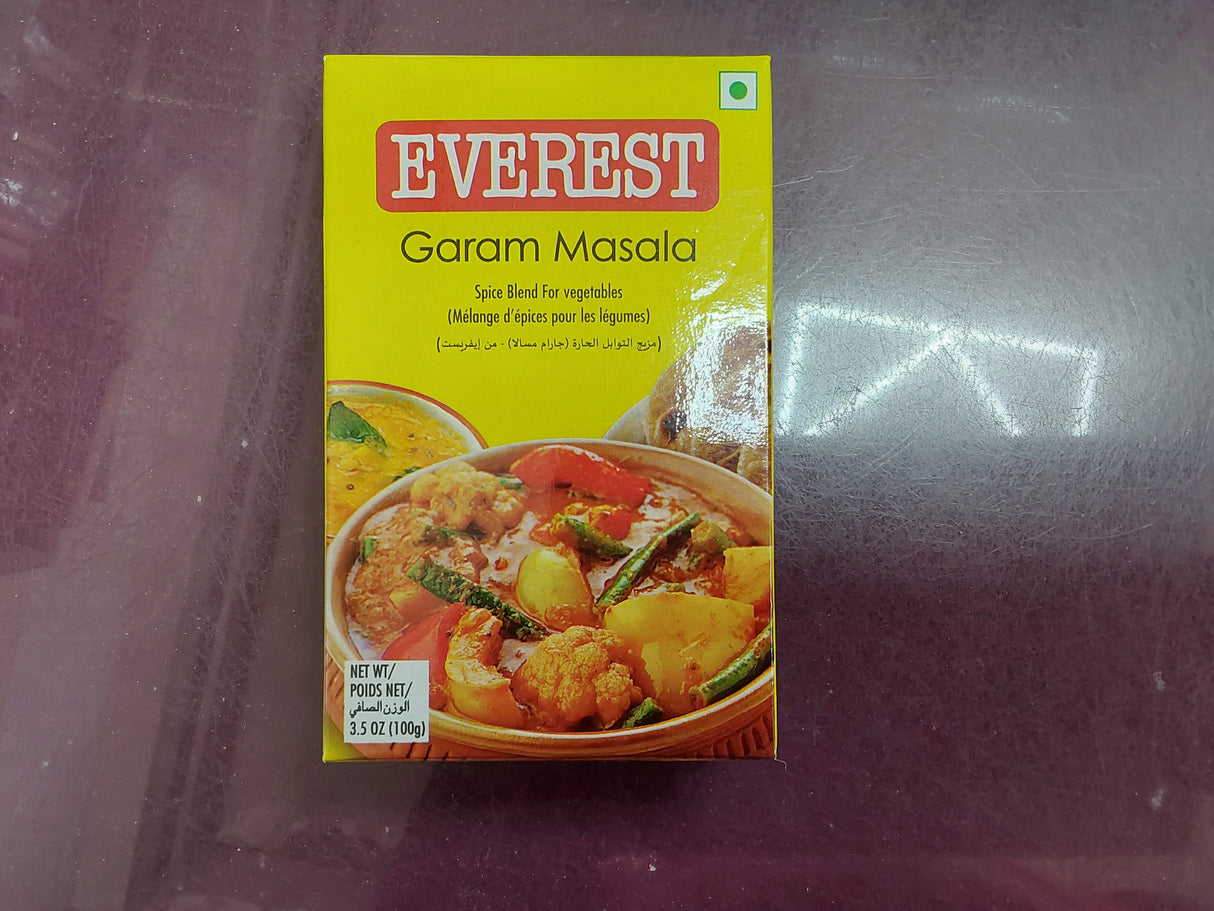 EVEREST
Garam Masala
Spice Blend For vegetables
(Mélange d'épices pour les légumes)
(مزيج التوابل الحارة (جارام مسالا) - من إيفريست)
NET WT/
POIDS NET/
الوزن الصافي
3.5 OZ (100g)